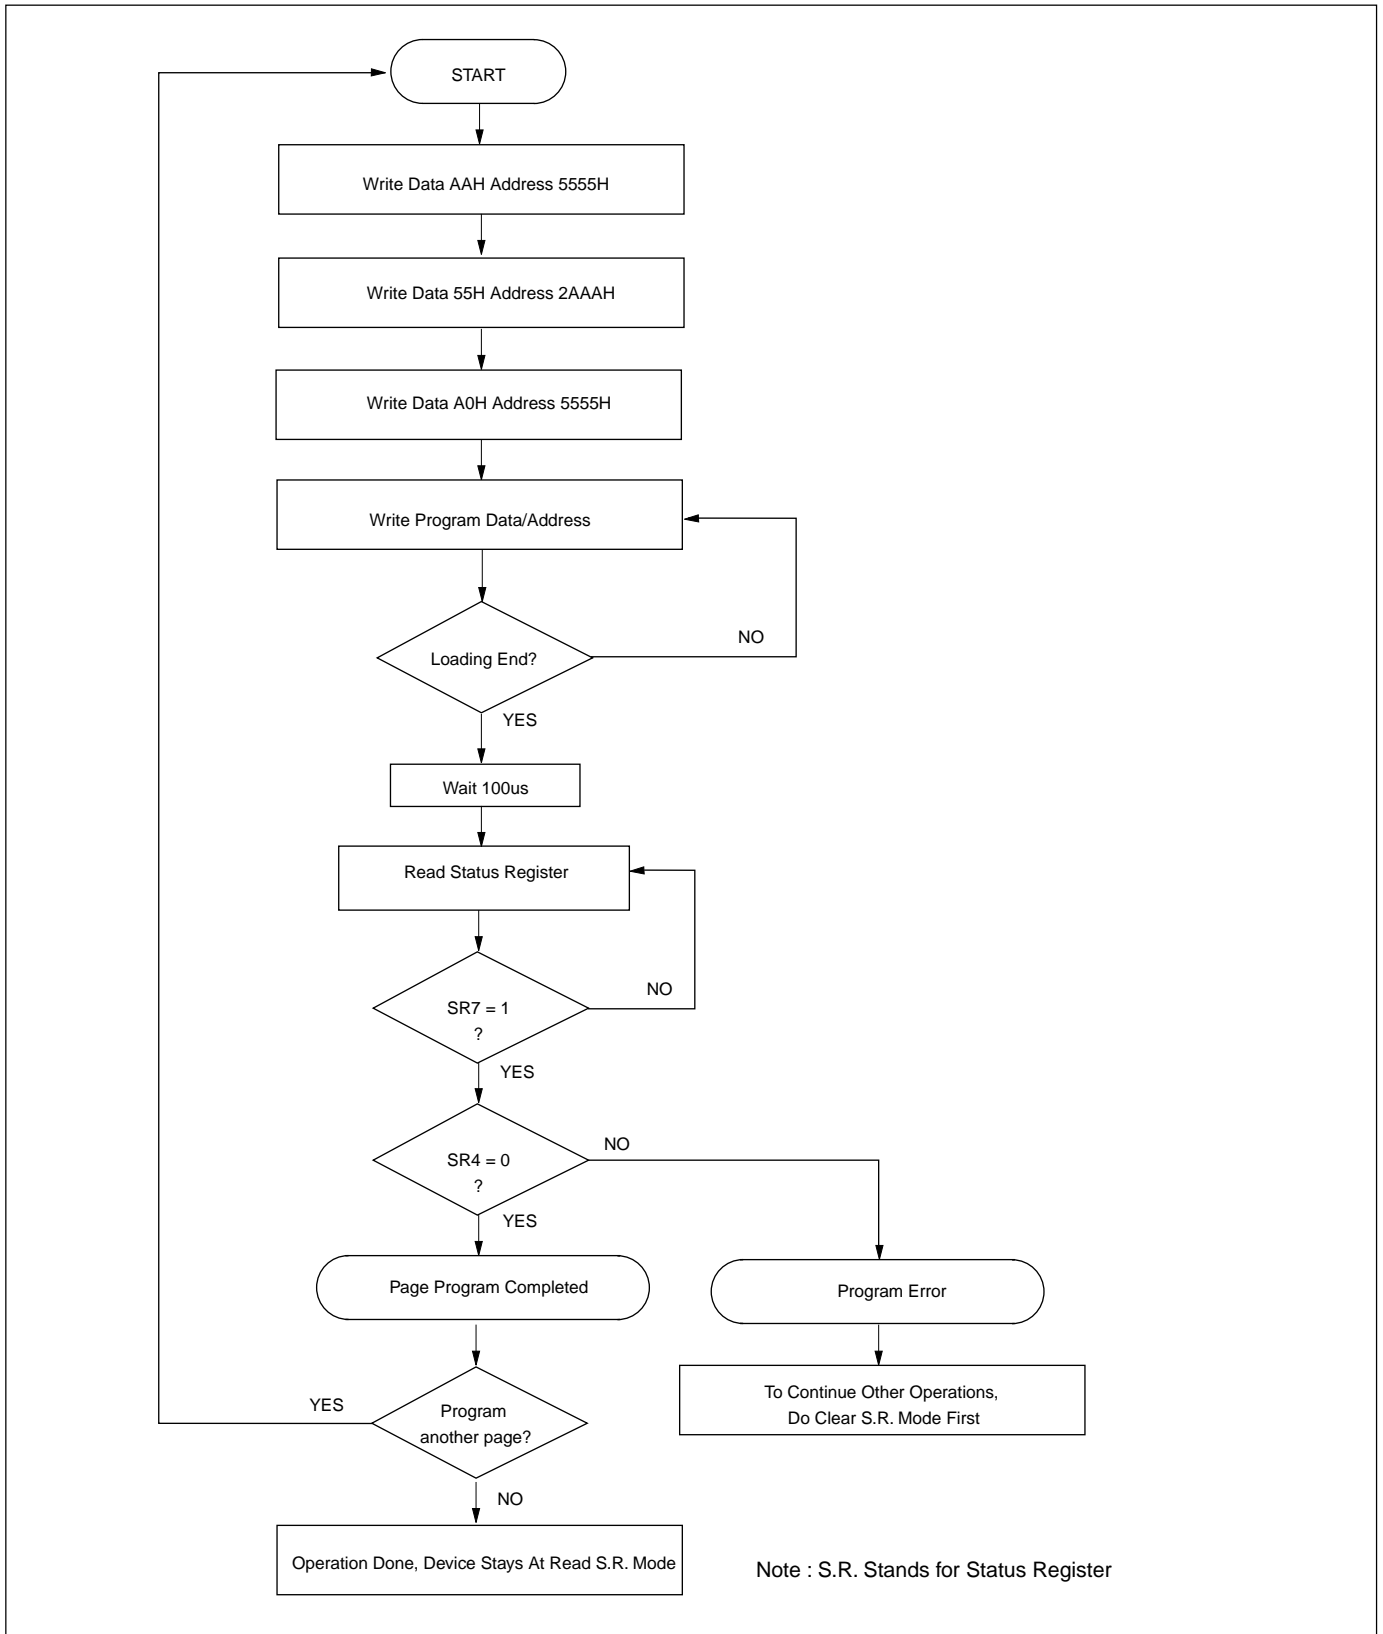 START
Write Data AAH Address 5555H
Write Data 55H Address 2AAAH
Write Data A0H Address 5555H
Write Program Data/Address
NO
Loading End?
YES
Wait 100us
Read Status Register
NO
SR7 = 1
?
YES
NO
SR4 = 0
?
YES
Page Program Completed
Program Error
To Continue Other Operations,
Do Clear S.R. Mode First
YES
Program
another page?
NO
Operation Done, Device Stays At Read S.R. Mode
Note : S.R. Stands for Status Register